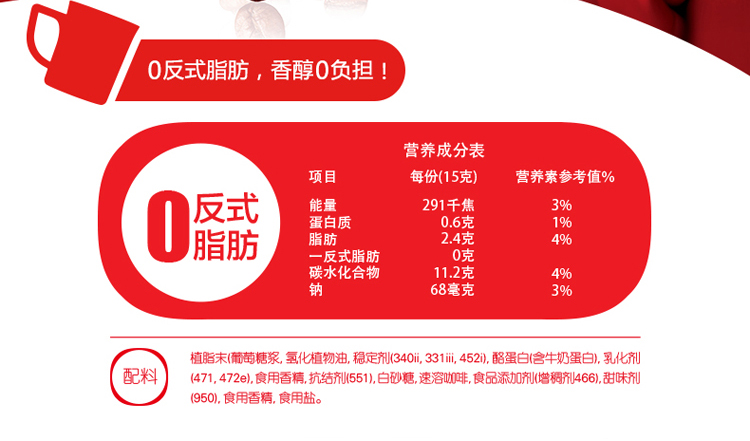 0反式脂肪，香醇0负担！
营养成分表
项目 每份(15克) 营养素参考值%
0 反式脂肪
能量 291千焦 3%
蛋白质 0.6克 1%
脂肪 2.4克 4%
一反式脂肪 0克
碳水化合物 11.2克 4%
钠 68毫克 3%
配料
植脂末(葡萄糖浆, 氢化植物油, 稳定剂(340ii, 331iii, 452i), 酪蛋白(含牛奶蛋白), 乳化剂
(471, 472e), 食用香精, 抗结剂(551), 白砂糖, 速溶咖啡, 食品添加剂(增稠剂466), 甜味剂
(950), 食用香精, 食用盐。